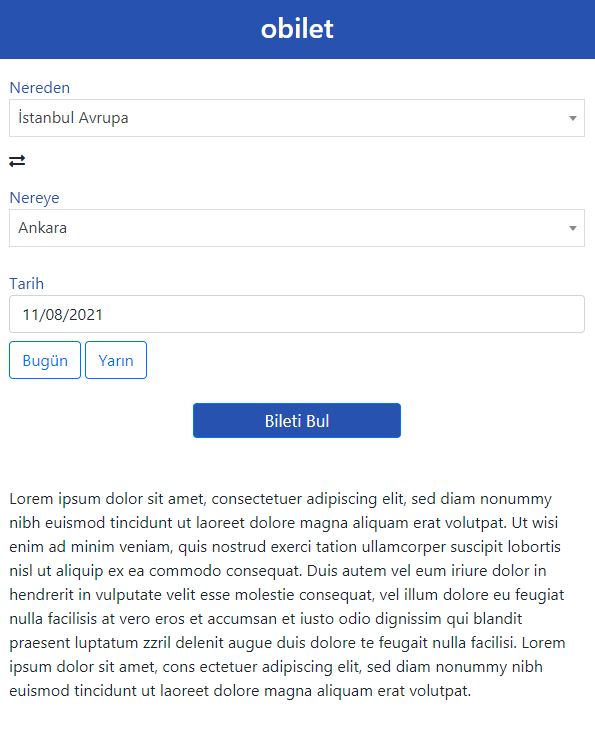 obilet
Nereden
İstanbul Avrupa
Nereye
Ankara
Tarih
11/08/2021
Bugün Yarın
Bileti Bul
Lorem ipsum dolor sit amet, consectetuer adipiscing elit, sed diam nonummy
nibh euismod tincidunt ut laoreet dolore magna aliquam erat volutpat. Ut wisi
enim ad minim veniam, quis nostrud exerci tation ullamcorper suscipit lobortis
nisl ut aliquip ex ea commodo consequat. Duis autem vel eum iriure dolor in
hendrerit in vulputate velit esse molestie consequat, vel illum dolore eu feugiat
nulla facilisis at vero eros et accumsan et iusto odio dignissim qui blandit
praesent luptatum zzril delenit augue duis dolore te feugait nulla facilisi. Lorem
ipsum dolor sit amet, cons ectetuer adipiscing elit, sed diam nonummy nibh
euismod tincidunt ut laoreet dolore magna aliquam erat volutpat.